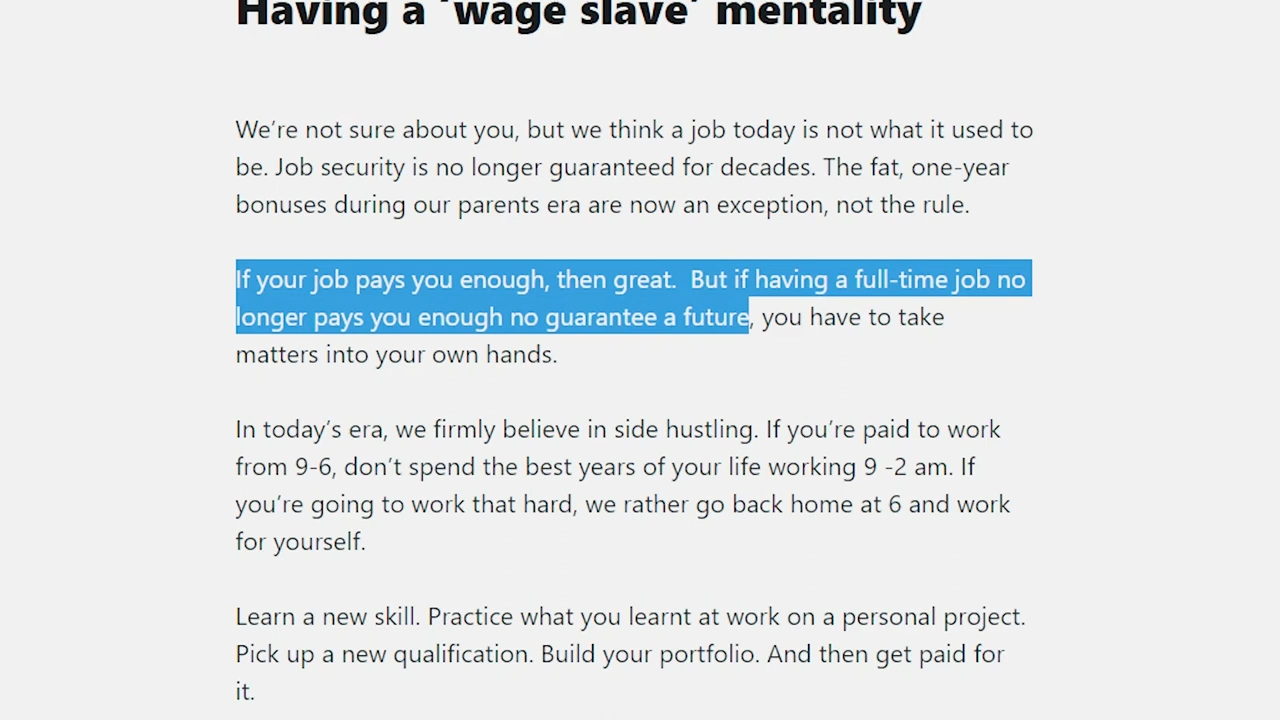 Having a ‘wage slave’ mentality
We’re not sure about you, but we think a job today is not what it used to
be. Job security is no longer guaranteed for decades. The fat, one-year
bonuses during our parents era are now an exception, not the rule.
If your job pays you enough, then great.  But if having a full-time job no
longer pays you enough no guarantee a future, you have to take
matters into your own hands.
In today’s era, we firmly believe in side hustling. If you’re paid to work
from 9-6, don’t spend the best years of your life working 9 -2 am. If
you’re going to work that hard, we rather go back home at 6 and work
for yourself.
Learn a new skill. Practice what you learnt at work on a personal project.
Pick up a new qualification. Build your portfolio. And then get paid for
it.